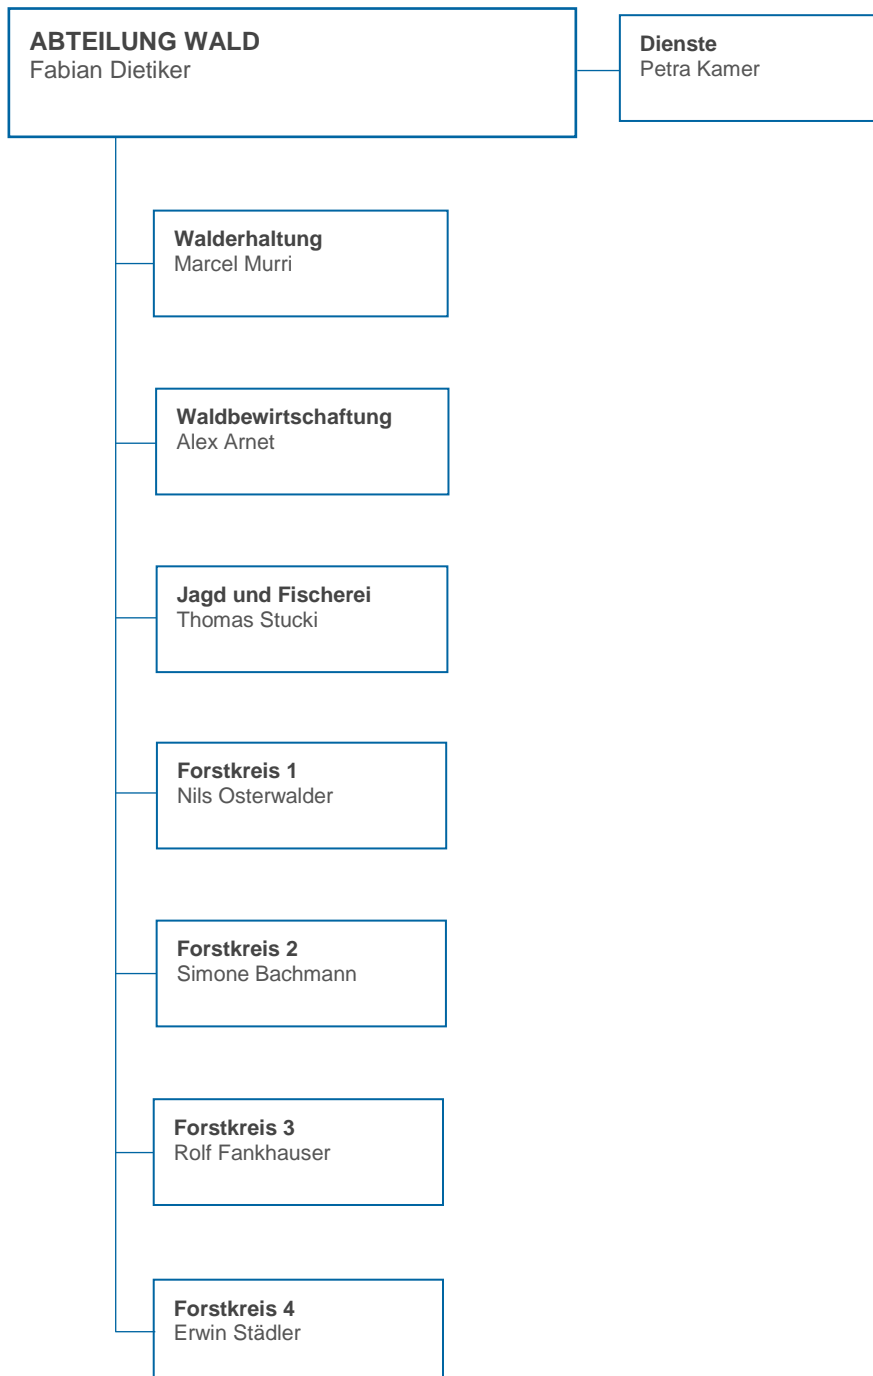 ABTEILUNG WALD
Fabian Dietiker
Dienste
Petra Kamer
Walderhaltung
Marcel Murri
Waldbewirtschaftung
Alex Arnet
Jagd und Fischerei
Thomas Stucki
Forstkreis 1
Nils Osterwalder
Forstkreis 2
Simone Bachmann
Forstkreis 3
Rolf Fankhauser
Forstkreis 4
Erwin Städler